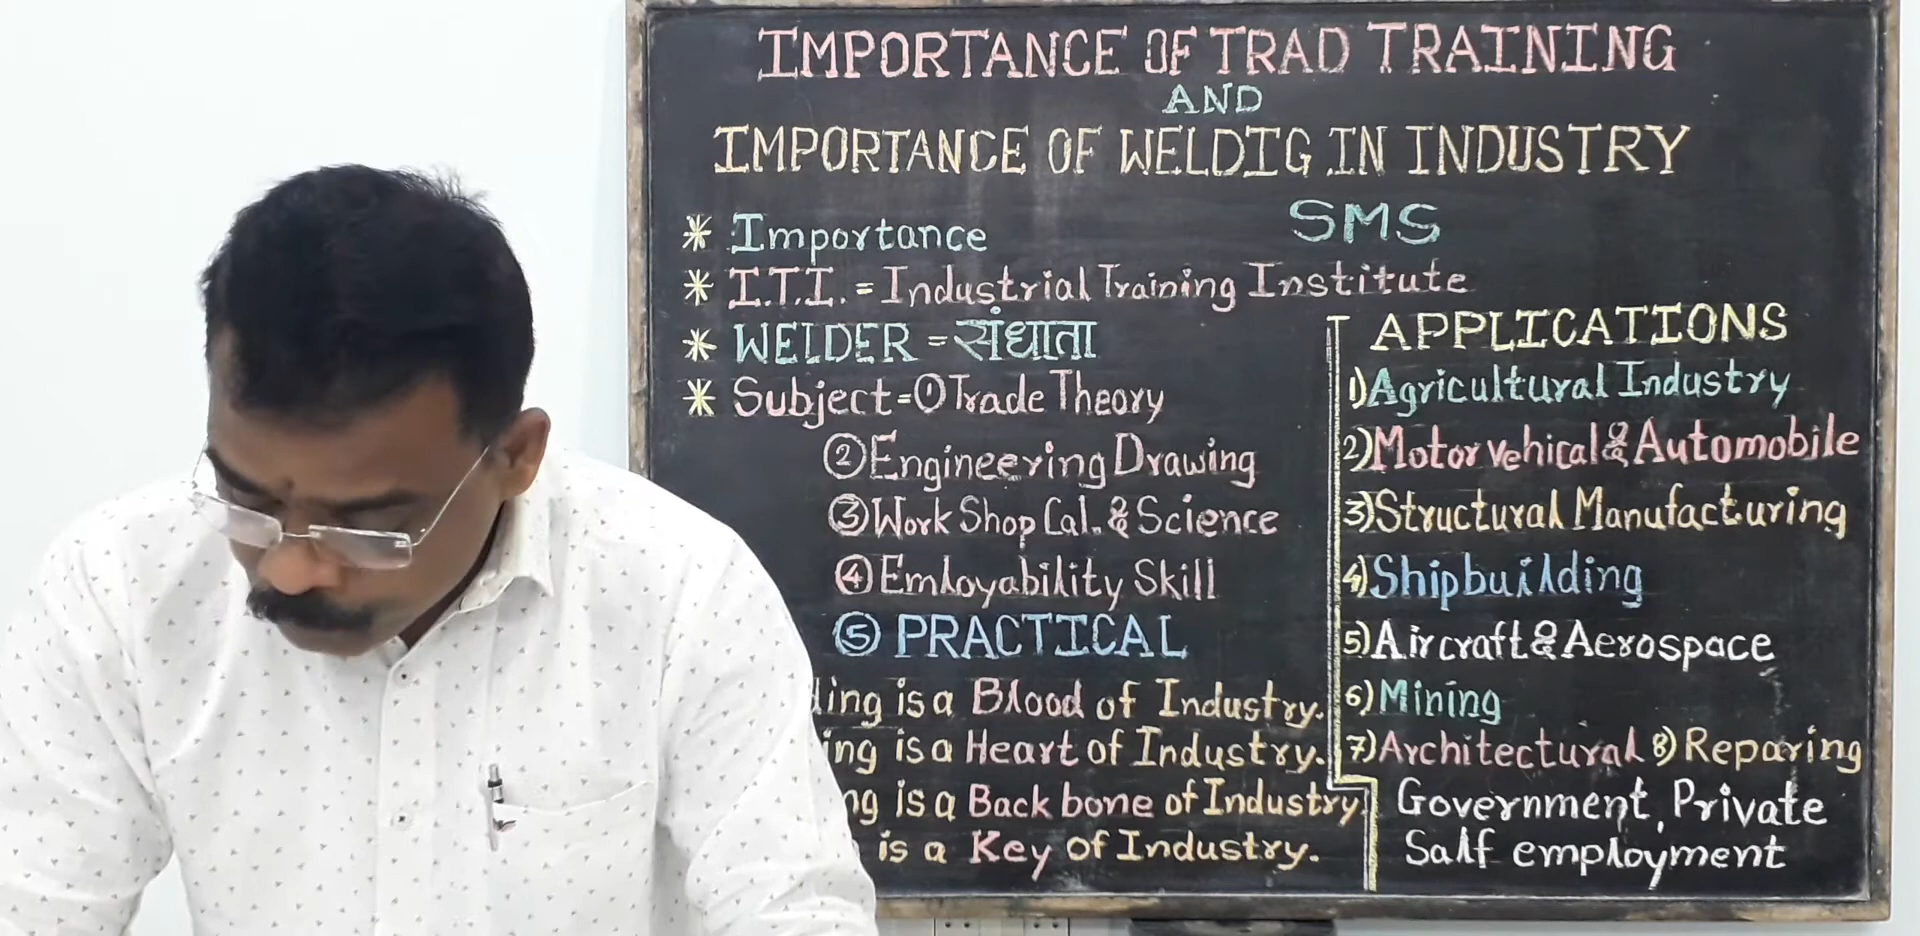 IMPORTANCE OF TRAD TRAINING
AND
IMPORTANCE OF WELDIG IN INDUSTRY
SMS
* Importance
* I.T.I. = Industrial Training Institute
* WELDER = संधाता
* Subject = ① Trade Theory
② Engineering Drawing
③ Work Shop Cal. & Science
④ Emloyability Skill
⑤ PRACTICAL
ling is a Blood of Industry.
ing is a Heart of Industry.
ng is a Back bone of Industry
is a Key of Industry.
APPLICATIONS
1) Agricultural Industry
2) Motor vehical & Automobile
3) Structural Manufacturing
4) Shipbuilding
5) Aircraft & Aerospace
6) Mining
7) Architectural 8) Reparing
Government, Private
Salf employment